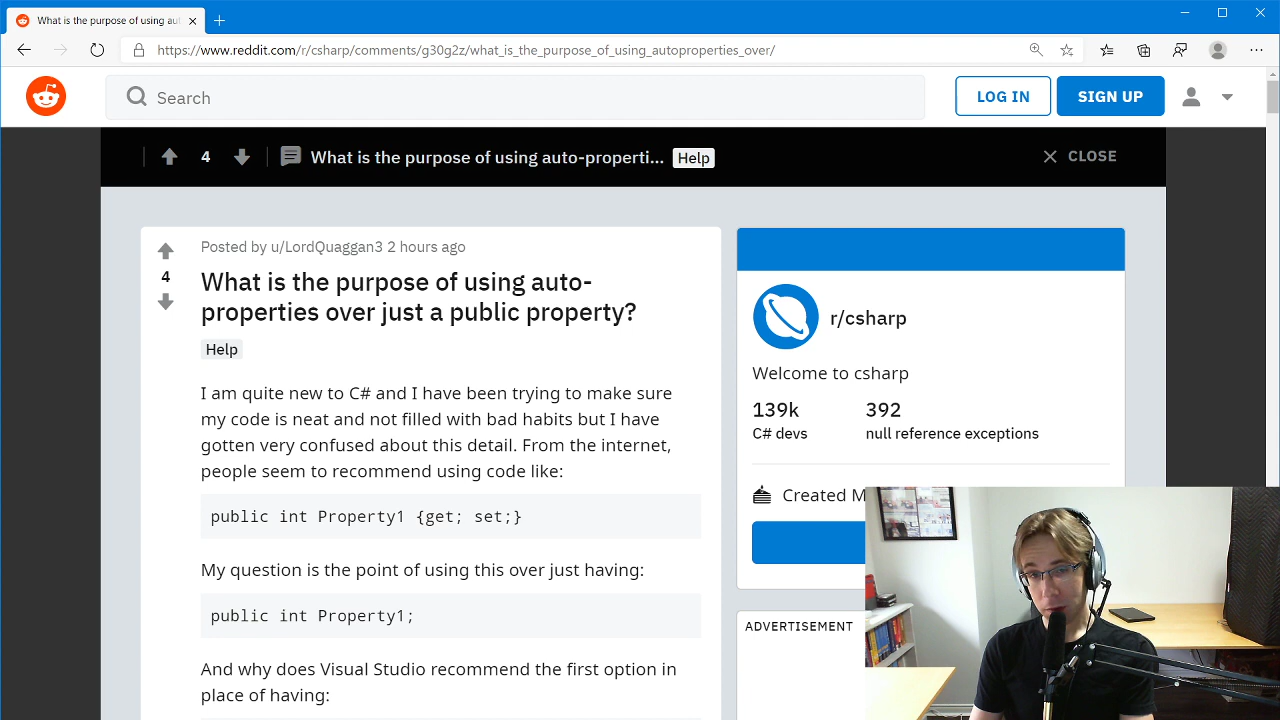 What is the purpose of using aut
https://www.reddit.com/r/csharp/comments/g30g2z/what_is_the_purpose_of_using_autoproperties_over/
Search
LOG IN
SIGN UP
4
What is the purpose of using auto-properti...
Help
CLOSE
Posted by u/LordQuaggan3 2 hours ago
4
What is the purpose of using auto-
properties over just a public property?
Help
I am quite new to C# and I have been trying to make sure
my code is neat and not filled with bad habits but I have
gotten very confused about this detail. From the internet,
people seem to recommend using code like:
public int Property1 {get; set;}
My question is the point of using this over just having:
public int Property1;
And why does Visual Studio recommend the first option in
place of having:
r/csharp
Welcome to csharp
139k
392
C# devs
null reference exceptions
Created M
ADVERTISEMENT